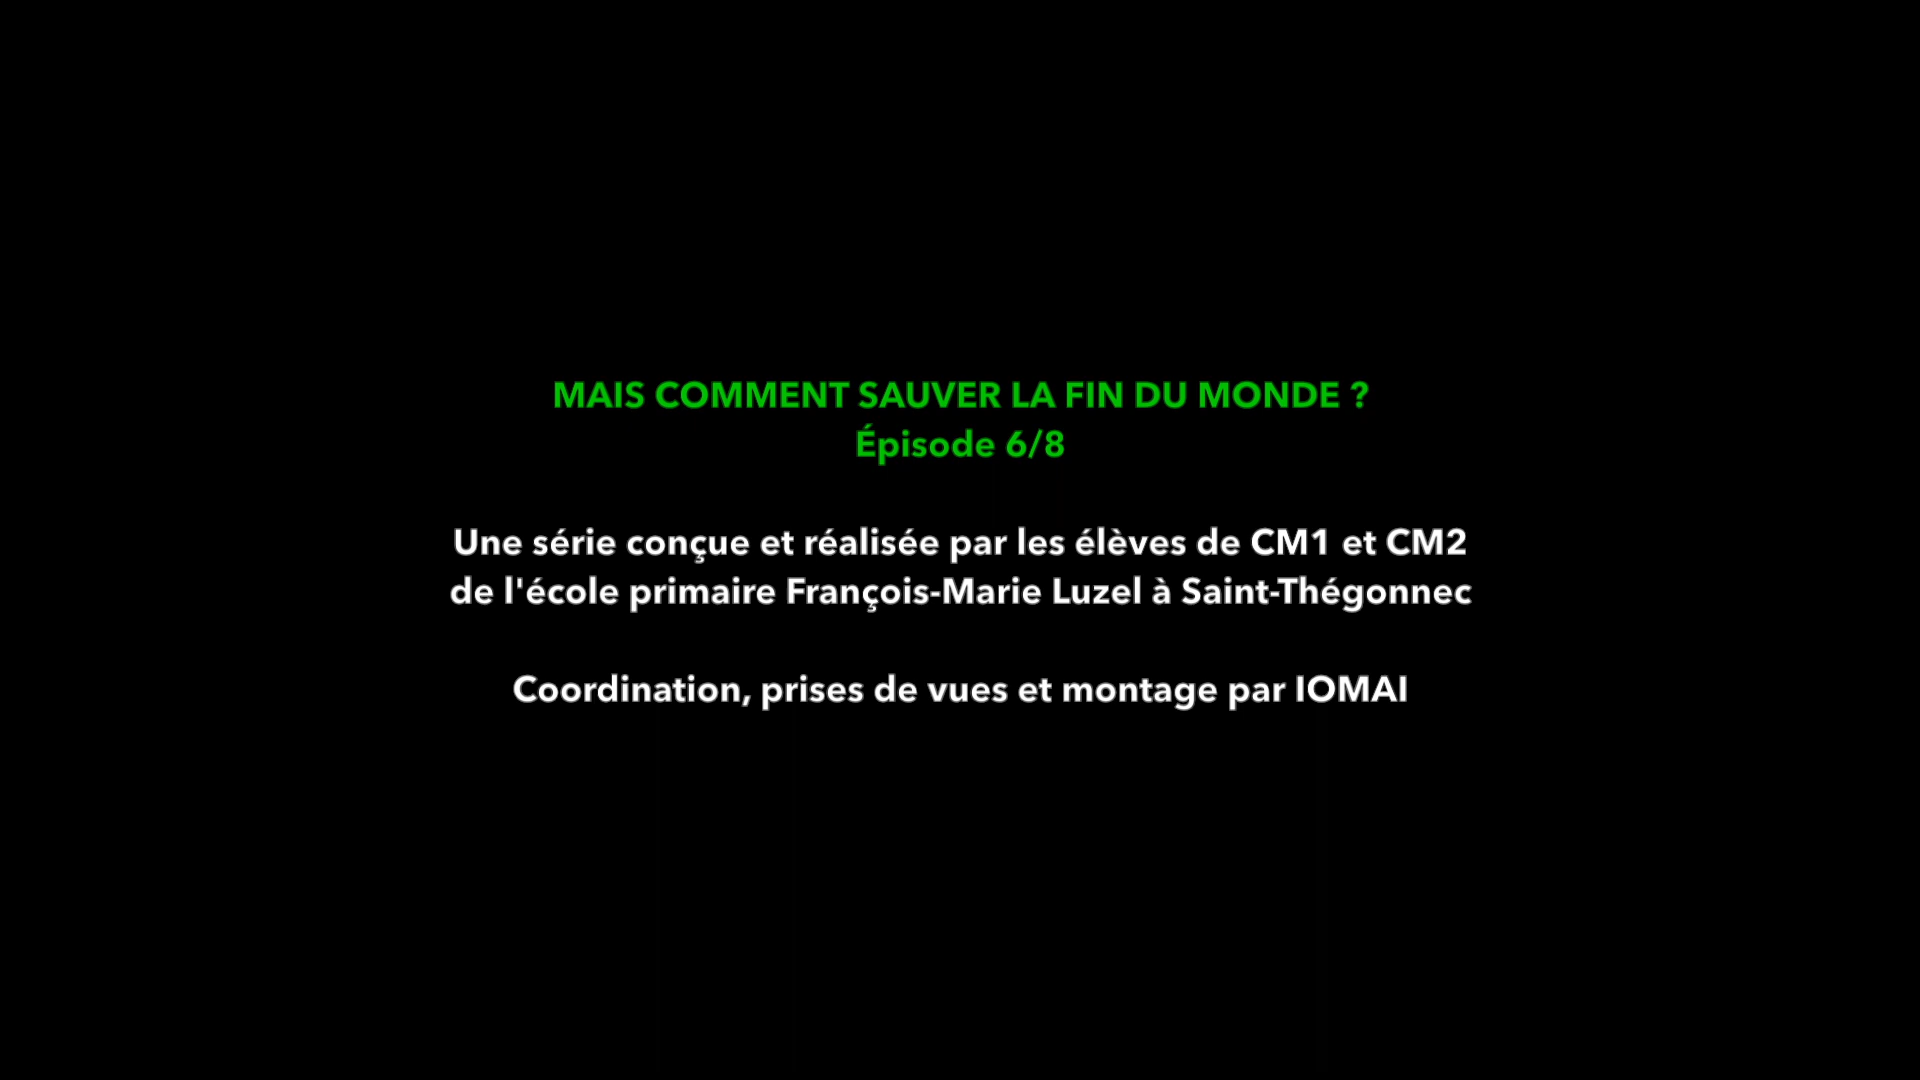 MAIS COMMENT SAUVER LA FIN DU MONDE ?
Épisode 6/8
Une série conçue et réalisée par les élèves de CM1 et CM2
de l'école primaire François-Marie Luzel à Saint-Thégonnec
Coordination, prises de vues et montage par IOMAI